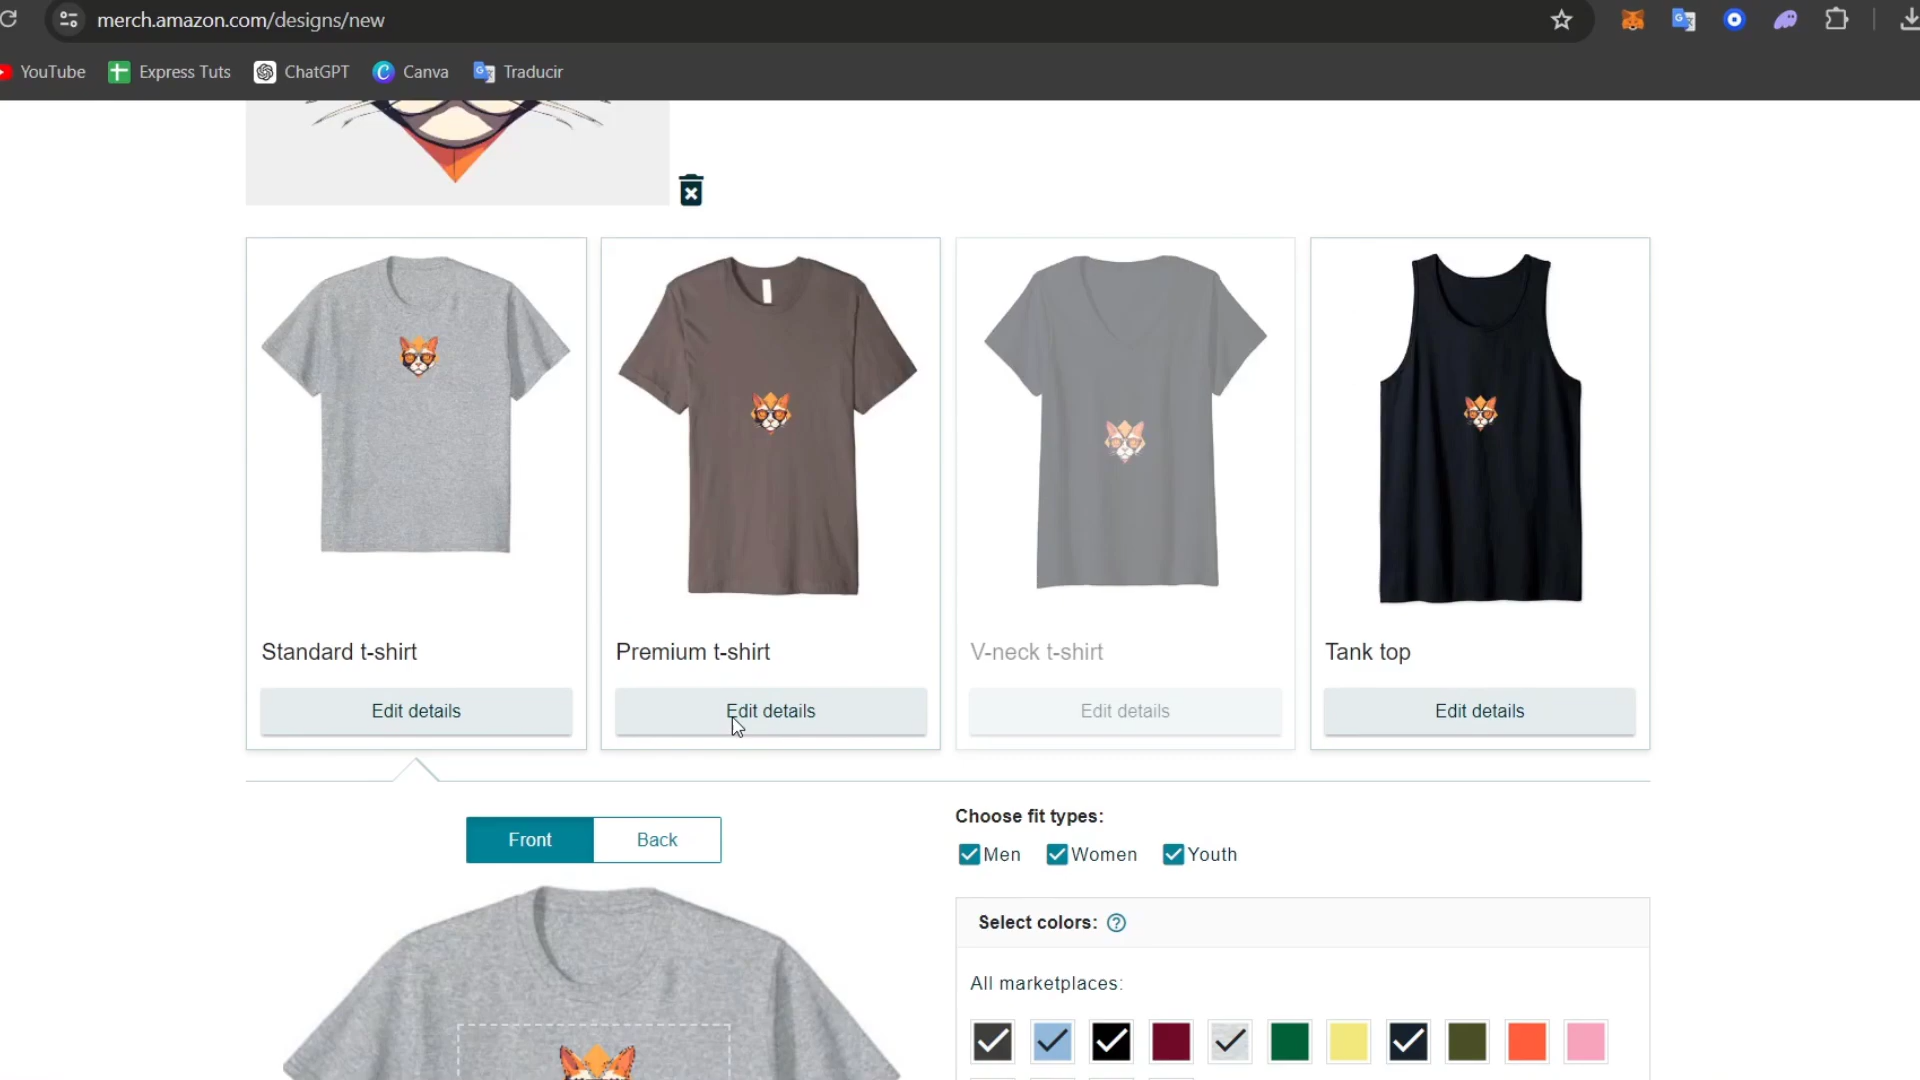 merch.amazon.com/designs/new
YouTube Express Tuts ChatGPT Canva Traducir
Standard t-shirt Premium t-shirt V-neck t-shirt Tank top
Edit details Edit details Edit details Edit details
Front Back
Choose fit types:
Men Women Youth
Select colors: ?
All marketplaces: